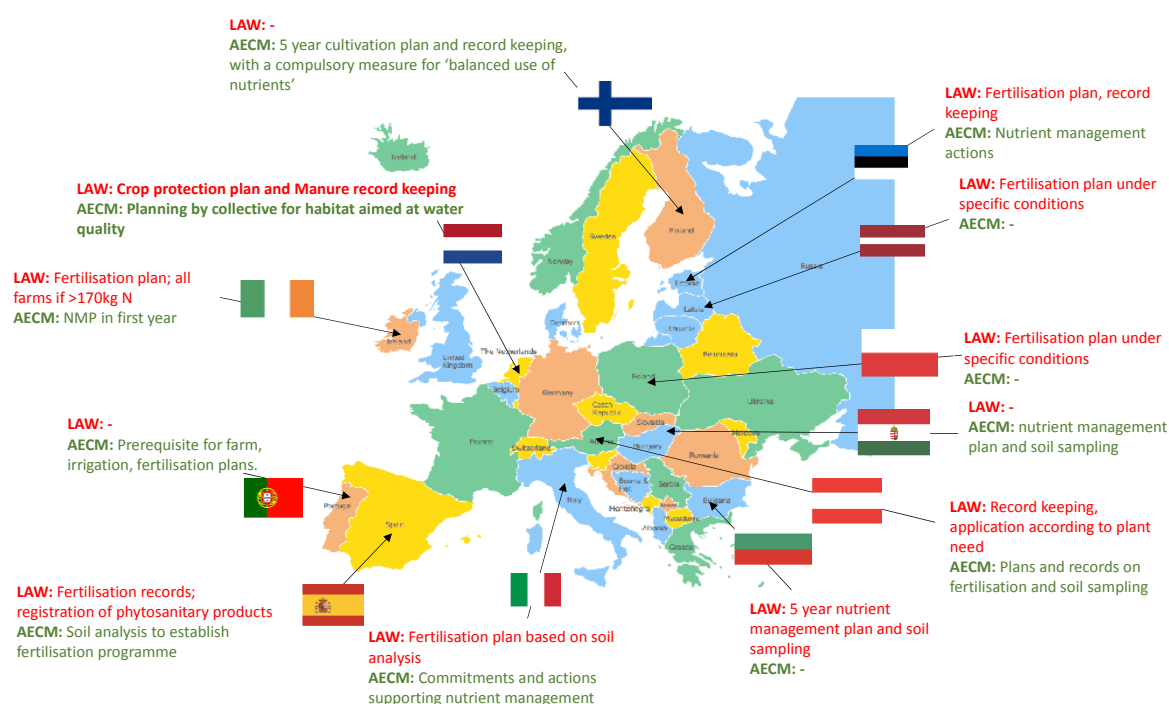 LAW: -
AECM: 5 year cultivation plan and record keeping,
with a compulsory measure for ‘balanced use of
nutrients’
LAW: Fertilisation plan, record
keeping
AECM: Nutrient management
actions
Iceland
LAW: Crop protection plan and Manure record keeping
AECM: Planning by collective for habitat aimed at water
quality
LAW: Fertilisation plan under
specific conditions
AECM: -
Finland
Sweden
Norway
Russia
LAW: Fertilisation plan; all
farms if >170kg N
AECM: NMP in first year
Estonia
Latvia
Lithuania
Denmark
Ireland
United
Kingdom
The Netherlands
Belgium
Germany
Poland
Ukraine
Czech
Republic
Slovakia
LAW: Fertilisation plan under
specific conditions
AECM: -
LAW: -
AECM: nutrient management
plan and soil sampling
LAW: -
AECM: Prerequisite for farm,
irrigation, fertilisation plans.
France
Switzerland
Hungary
Moldova
Croatia
Bosnia &
Her.
Serbia
Italy
Bulgaria
Macedonia
Albania
Greece
Portugal
Spain
LAW: Record keeping,
application according to plant
need
AECM: Plans and records on
fertilisation and soil sampling
LAW: Fertilisation records;
registration of phytosanitary products
AECM: Soil analysis to establish
fertilisation programme
LAW: Fertilisation plan based on soil
analysis
AECM: Commitments and actions
supporting nutrient management
LAW: 5 year nutrient
management plan and soil
sampling
AECM: -